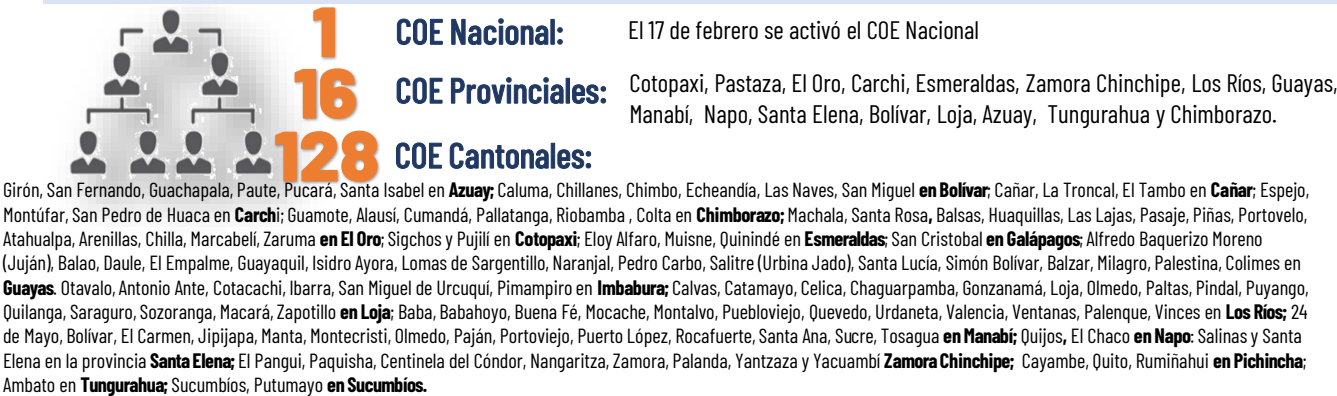 1 COE Nacional: El 17 de febrero se activó el COE Nacional
16 COE Provinciales: Cotopaxi, Pastaza, El Oro, Carchi, Esmeraldas, Zamora Chinchipe, Los Ríos, Guayas,
Manabí, Napo, Santa Elena, Bolívar, Loja, Azuay, Tungurahua y Chimborazo.
128 COE Cantonales:
Girón, San Fernando, Guachapala, Paute, Pucará, Santa Isabel en Azuay; Caluma, Chillanes, Chimbo, Echeandía, Las Naves, San Miguel en Bolívar; Cañar, La Troncal, El Tambo en Cañar; Espejo,
Montúfar, San Pedro de Huaca en Carchi; Guamote, Alausí, Cumandá, Pallatanga, Riobamba , Colta en Chimborazo; Machala, Santa Rosa, Balsas, Huaquillas, Las Lajas, Pasaje, Piñas, Portovelo,
Atahualpa, Arenillas, Chilla, Marcabelí, Zaruma en El Oro; Sigchos y Pujilí en Cotopaxi; Eloy Alfaro, Muisne, Quinindé en Esmeraldas; San Cristobal en Galápagos; Alfredo Baquerizo Moreno
(Juján), Balao, Daule, El Empalme, Guayaquil, Isidro Ayora, Lomas de Sargentillo, Naranjal, Pedro Carbo, Salitre (Urbina Jado), Santa Lucía, Simón Bolívar, Balzar, Milagro, Palestina, Colimes en
Guayas. Otavalo, Antonio Ante, Cotacachi, Ibarra, San Miguel de Urcuquí, Pimampiro en Imbabura; Calvas, Catamayo, Celica, Chaguarpamba, Gonzanamá, Loja, Olmedo, Paltas, Pindal, Puyango,
Quilanga, Saraguro, Sozoranga, Macará, Zapotillo en Loja; Baba, Babahoyo, Buena Fé, Mocache, Montalvo, Puebloviejo, Quevedo, Urdaneta, Valencia, Ventanas, Palenque, Vinces en Los Ríos; 24
de Mayo, Bolívar, El Carmen, Jipijapa, Manta, Montecristi, Olmedo, Paján, Portoviejo, Puerto López, Rocafuerte, Santa Ana, Sucre, Tosagua en Manabí; Quijos, El Chaco en Napo: Salinas y Santa
Elena en la provincia Santa Elena; El Pangui, Paquisha, Centinela del Cóndor, Nangaritza, Zamora, Palanda, Yantzaza y Yacuambí Zamora Chinchipe; Cayambe, Quito, Rumiñahui en Pichincha;
Ambato en Tungurahua; Sucumbíos, Putumayo en Sucumbíos.